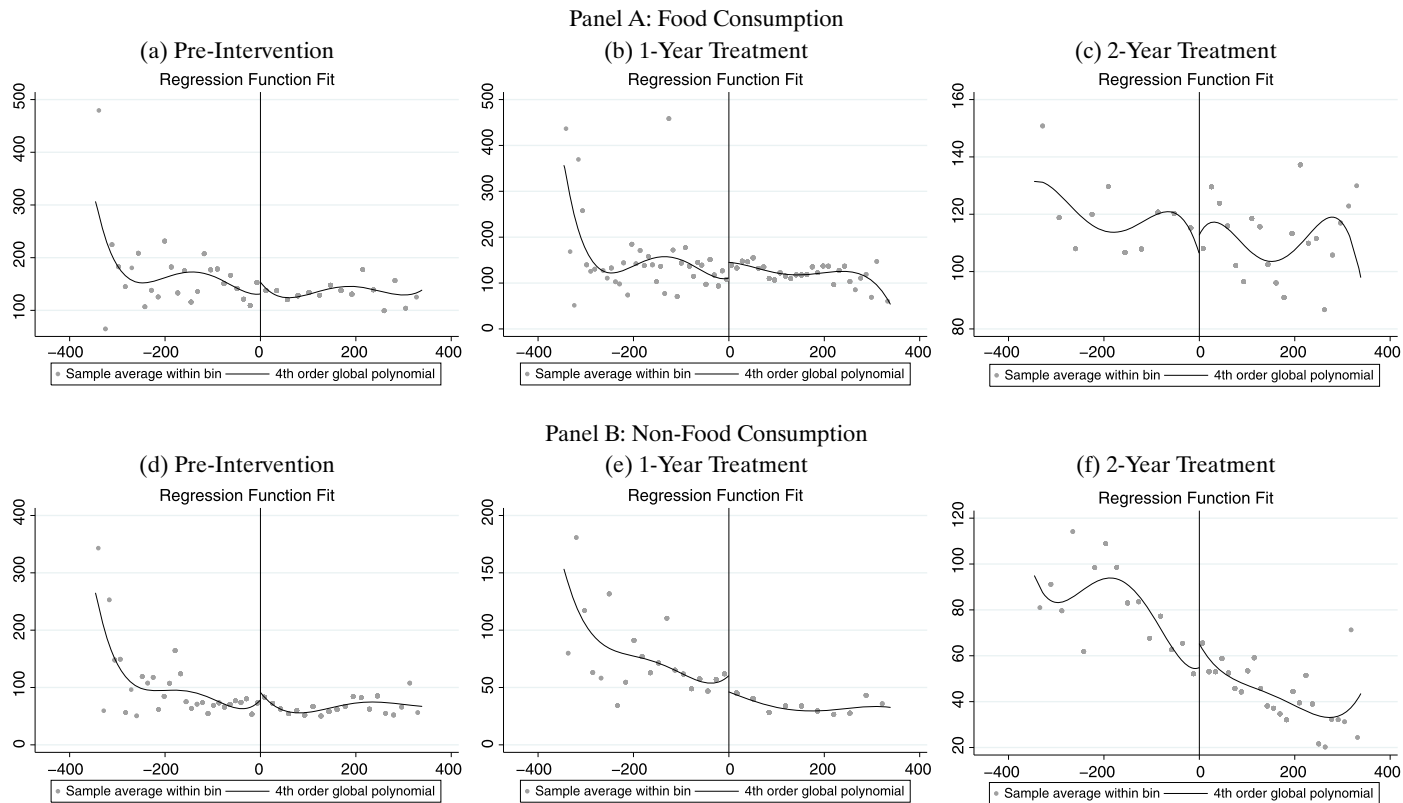 Panel A: Food Consumption
(a) Pre-Intervention
Regression Function Fit
500
400
300
200
100
−400 −200 0 200 400
Sample average within bin 4th order global polynomial
(b) 1-Year Treatment
Regression Function Fit
500
400
300
200
100
0
−400 −200 0 200 400
Sample average within bin 4th order global polynomial
(c) 2-Year Treatment
Regression Function Fit
160
140
120
100
80
−400 −200 0 200 400
Sample average within bin 4th order global polynomial
Panel B: Non-Food Consumption
(d) Pre-Intervention
Regression Function Fit
400
300
200
100
0
−400 −200 0 200 400
Sample average within bin 4th order global polynomial
(e) 1-Year Treatment
Regression Function Fit
200
150
100
50
0
−400 −200 0 200 400
Sample average within bin 4th order global polynomial
(f) 2-Year Treatment
Regression Function Fit
120
100
80
60
40
20
−400 −200 0 200 400
Sample average within bin 4th order global polynomial